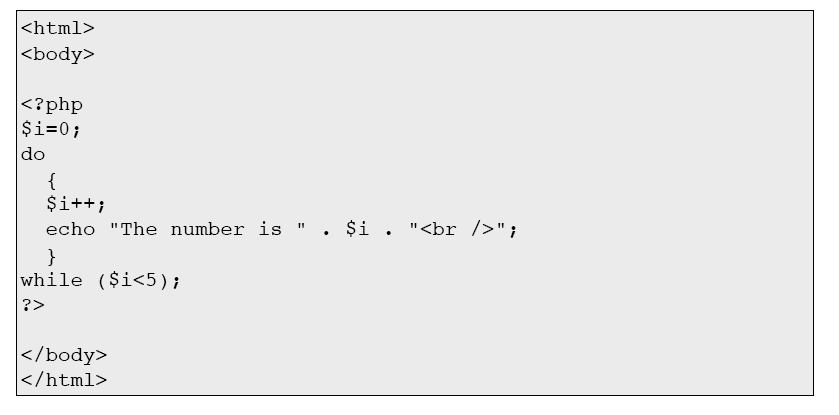 <html>
<body>
<?php
$i=0;
do
{
$i++;
echo "The number is " . $i . "<br />";
}
while ($i<5);
?>
</body>
</html>